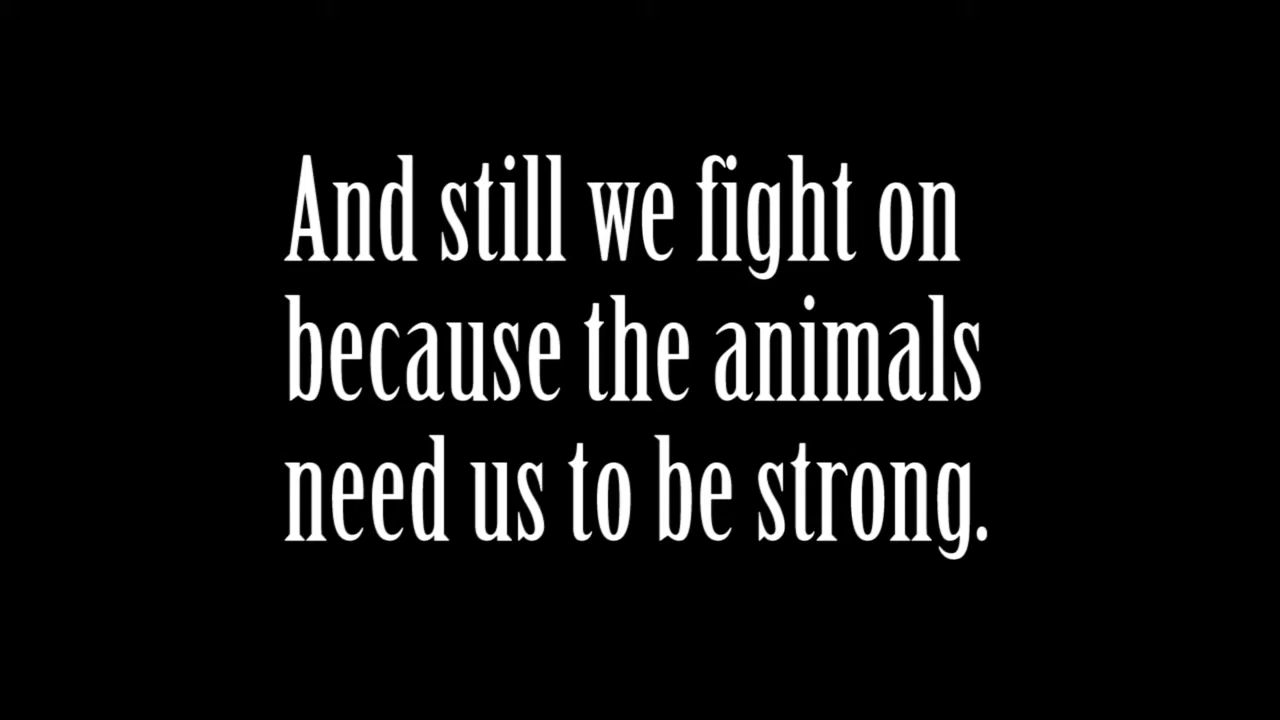 And still we fight on
because the animals
need us to be strong.